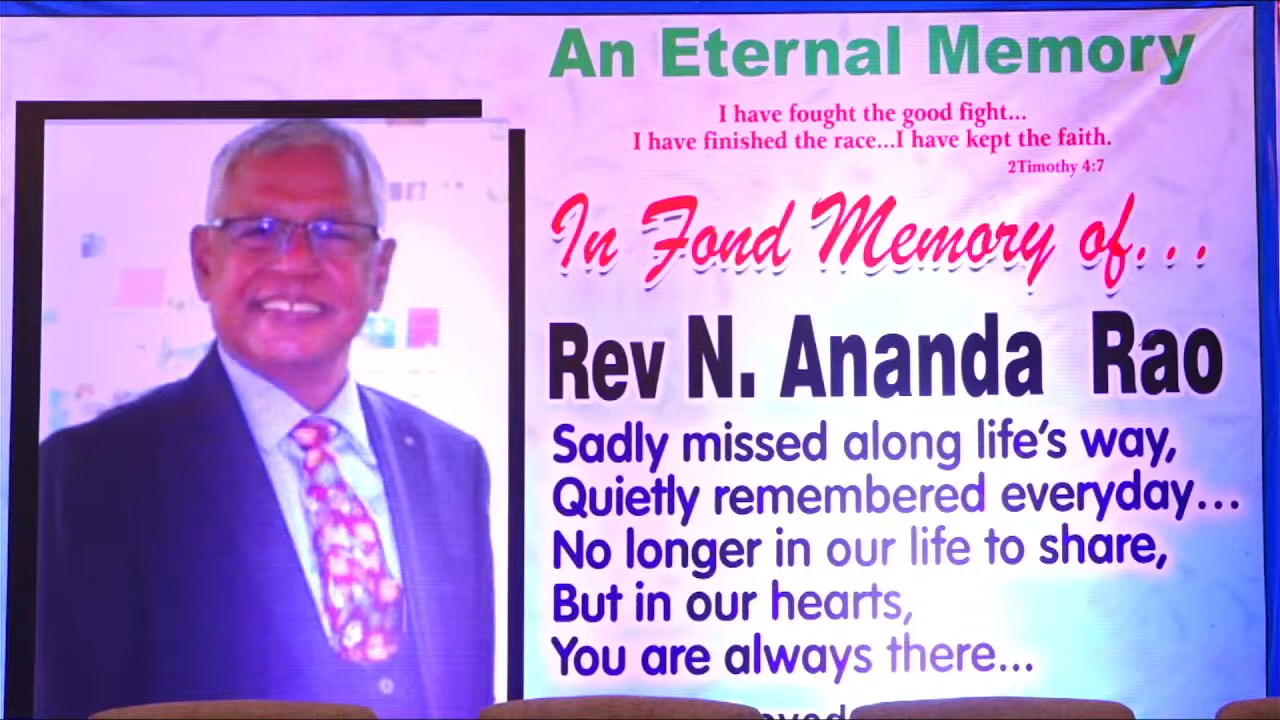 An Eternal Memory
I have fought the good fight...
I have finished the race...I have kept the faith.
2Timothy 4:7
In Fond Memory of...
Rev N. Ananda Rao
Sadly missed along life's way,
Quietly remembered everyday...
No longer in our life to share,
But in our hearts,
You are always there...